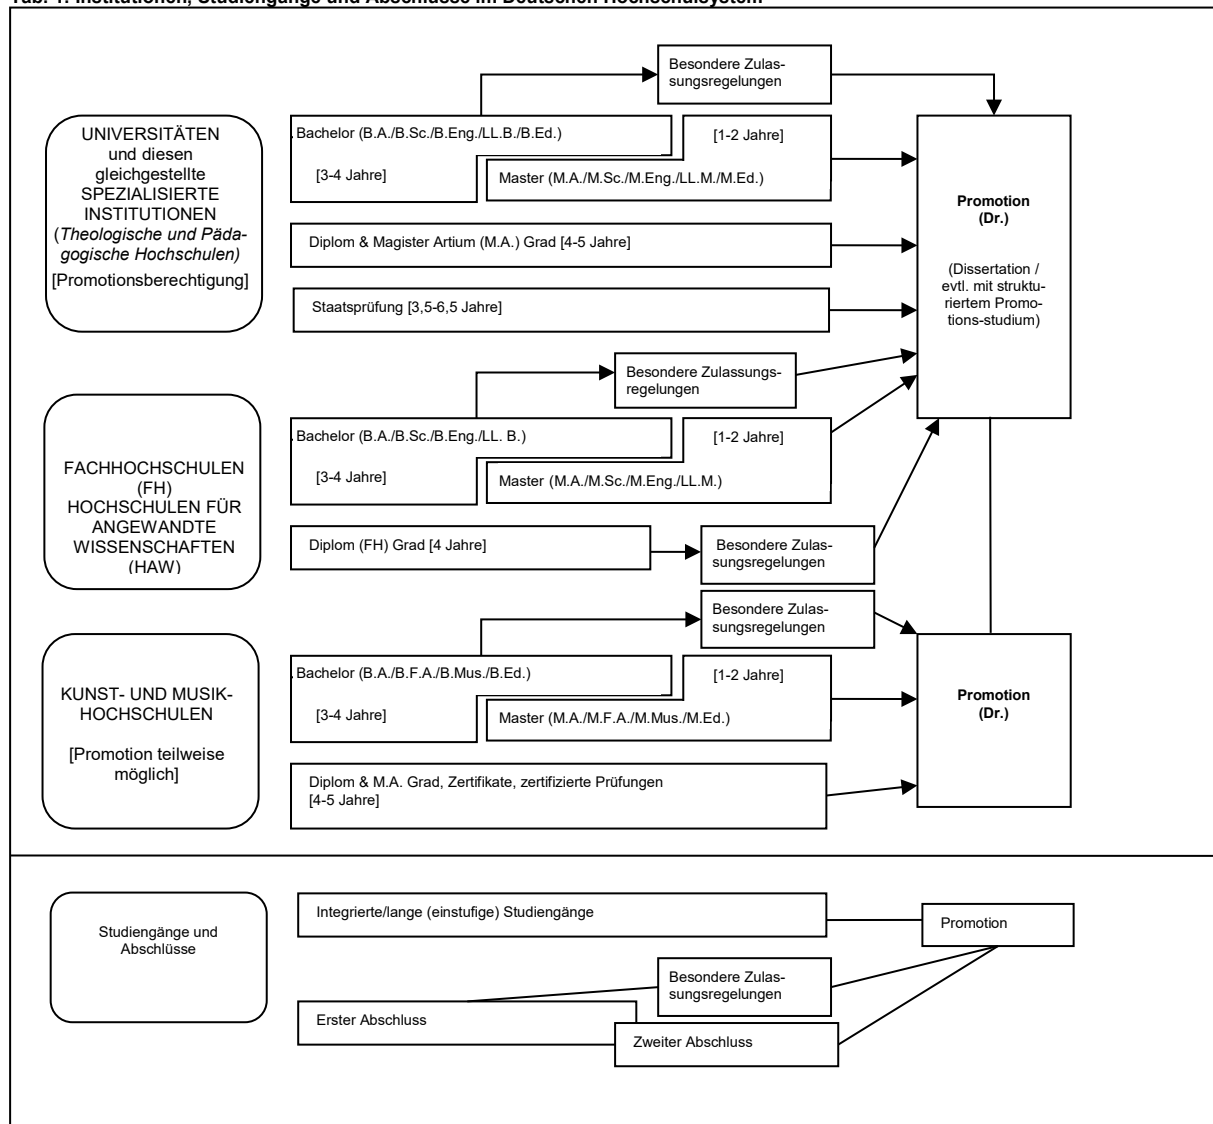 Tab. 1: Institutionen, Studiengänge und Abschlüsse im Deutschen Hochschulsystem
Besondere Zulas-
sungsregelungen
UNIVERSITÄTEN
und diesen
gleichgestellte
SPEZIALISIERTE
INSTITUTIONEN
(Theologische und Päda-
gogische Hochschulen)
[Promotionsberechtigung]
Bachelor (B.A./B.Sc./B.Eng./LL.B./B.Ed.)
[1-2 Jahre]
[3-4 Jahre]
Master (M.A./M.Sc./M.Eng./LL.M./M.Ed.)
Diplom & Magister Artium (M.A.) Grad [4-5 Jahre]
Staatsprüfung [3,5-6,5 Jahre]
Promotion
(Dr.)
(Dissertation /
evtl. mit struktu-
riertem Promo-
tions-studium)
Besondere Zulassungs-
regelungen
FACHHOCHSCHULEN
(FH)
HOCHSCHULEN FÜR
ANGEWANDTE
WISSENSCHAFTEN
(HAW)
Bachelor (B.A./B.Sc./B.Eng./LL. B.)
[1-2 Jahre]
[3-4 Jahre]
Master (M.A./M.Sc./M.Eng./LL.M.)
Diplom (FH) Grad [4 Jahre]
Besondere Zulas-
sungsregelungen
Besondere Zulas-
sungsregelungen
KUNST- UND MUSIK-
HOCHSCHULEN
[Promotion teilweise
möglich]
Bachelor (B.A./B.F.A./B.Mus./B.Ed.)
[1-2 Jahre]
[3-4 Jahre]
Master (M.A./M.F.A./M.Mus./M.Ed.)
Diplom & M.A. Grad, Zertifikate, zertifizierte Prüfungen
[4-5 Jahre]
Promotion
(Dr.)
Studiengänge und
Abschlüsse
Integrierte/lange (einstufige) Studiengänge
Promotion
Besondere Zulas-
sungsregelungen
Erster Abschluss
Zweiter Abschluss